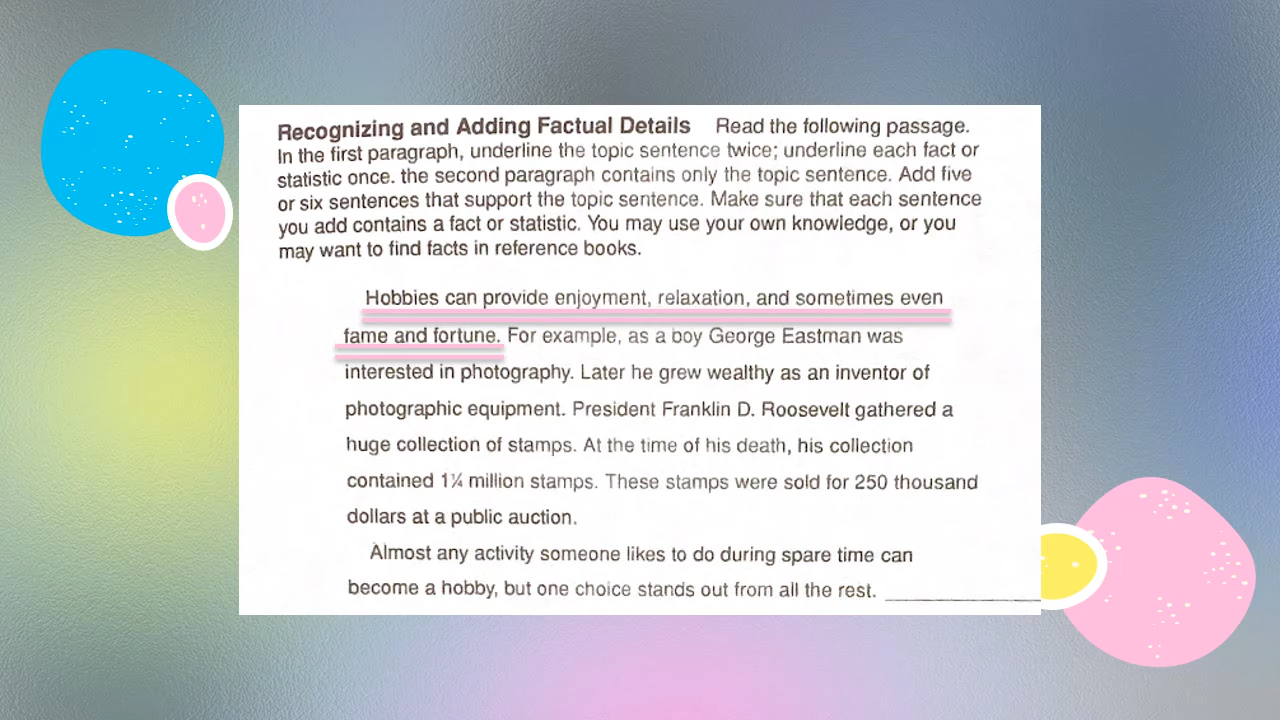 Recognizing and Adding Factual Details Read the following passage.
In the first paragraph, underline the topic sentence twice; underline each fact or
statistic once. the second paragraph contains only the topic sentence. Add five
or six sentences that support the topic sentence. Make sure that each sentence
you add contains a fact or statistic. You may use your own knowledge, or you
may want to find facts in reference books.
Hobbies can provide enjoyment, relaxation, and sometimes even
fame and fortune. For example, as a boy George Eastman was
interested in photography. Later he grew wealthy as an inventor of
photographic equipment. President Franklin D. Roosevelt gathered a
huge collection of stamps. At the time of his death, his collection
contained 1¼ million stamps. These stamps were sold for 250 thousand
dollars at a public auction.
Almost any activity someone likes to do during spare time can
become a hobby, but one choice stands out from all the rest.